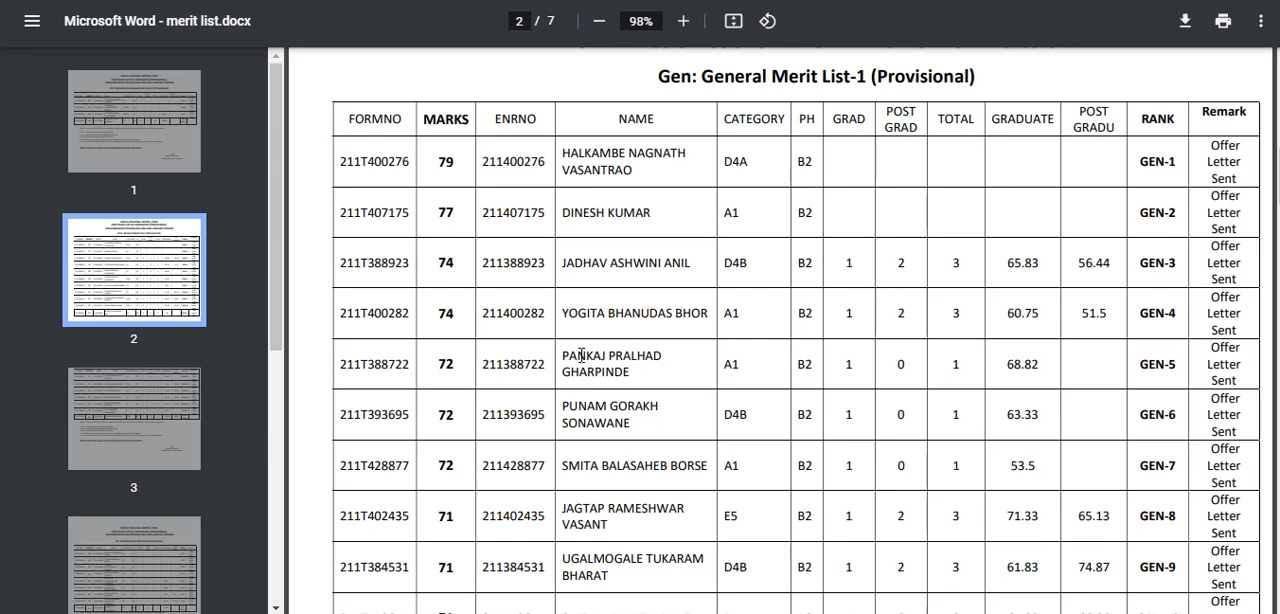 Microsoft Word - merit list.docx
2 / 7
98%
1
2
3
Gen: General Merit List-1 (Provisional)
FORMNO MARKS ENRNO NAME CATEGORY PH GRAD POST GRAD TOTAL GRADUATE POST GRADU RANK Remark
211T400276 79 211400276 HALKAMBE NAGNATH VASANTRAO D4A B2 GEN-1 Offer Letter Sent
211T407175 77 211407175 DINESH KUMAR A1 B2 GEN-2 Offer Letter Sent
211T388923 74 211388923 JADHAV ASHWINI ANIL D4B B2 1 2 3 65.83 56.44 GEN-3 Offer Letter Sent
211T400282 74 211400282 YOGITA BHANUDAS BHOR A1 B2 1 2 3 60.75 51.5 GEN-4 Offer Letter Sent
211T388722 72 211388722 PANKAJ PRALHAD GHARPINDE A1 B2 1 0 1 68.82 GEN-5 Offer Letter Sent
211T393695 72 211393695 PUNAM GORAKH SONAWANE D4B B2 1 0 1 63.33 GEN-6 Offer Letter Sent
211T428877 72 211428877 SMITA BALASAHEB BORSE A1 B2 1 0 1 53.5 GEN-7 Offer Letter Sent
211T402435 71 211402435 JAGTAP RAMESHWAR VASANT E5 B2 1 2 3 71.33 65.13 GEN-8 Offer Letter Sent
211T384531 71 211384531 UGALMOGALE TUKARAM BHARAT D4B B2 1 2 3 61.83 74.87 GEN-9 Offer Letter Sent
Offer